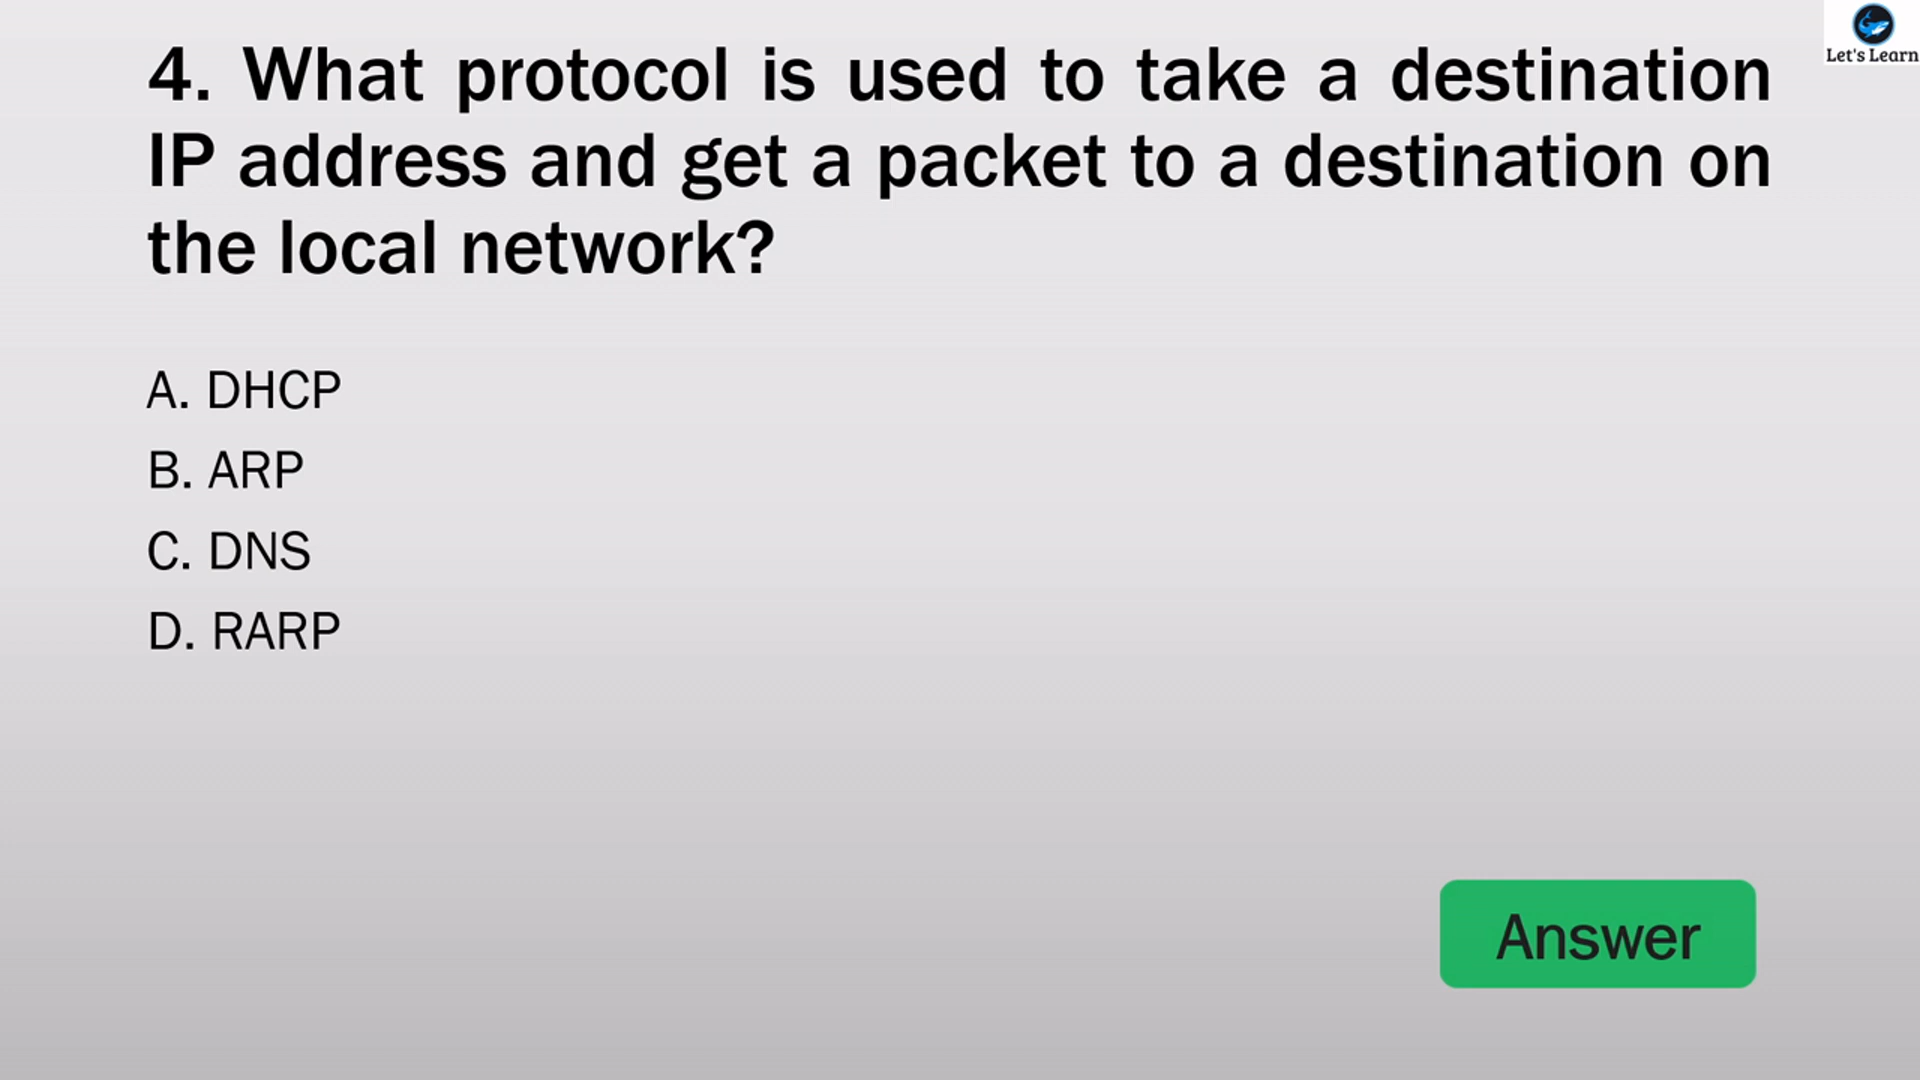 Let's Learn
4. What protocol is used to take a destination
IP address and get a packet to a destination on
the local network?
A. DHCP
B. ARP
C. DNS
D. RARP
Answer